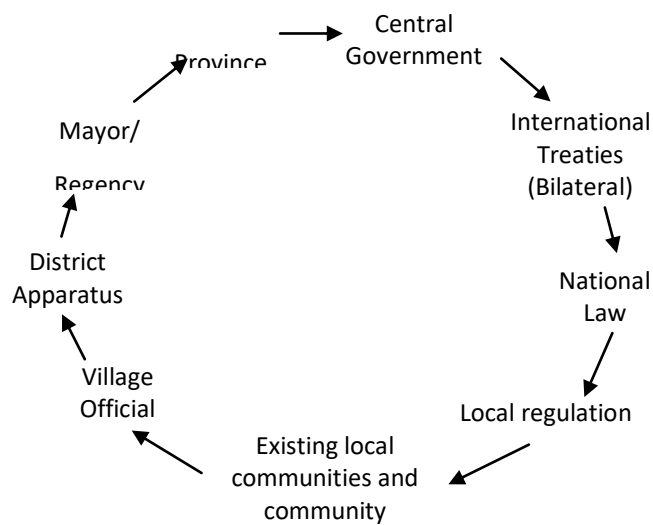 Central
Government
Province
International
Treaties
(Bilateral)
Mayor/
Regency
National
Law
District
Apparatus
Village
Official
Local regulation
Existing local
communities and
community